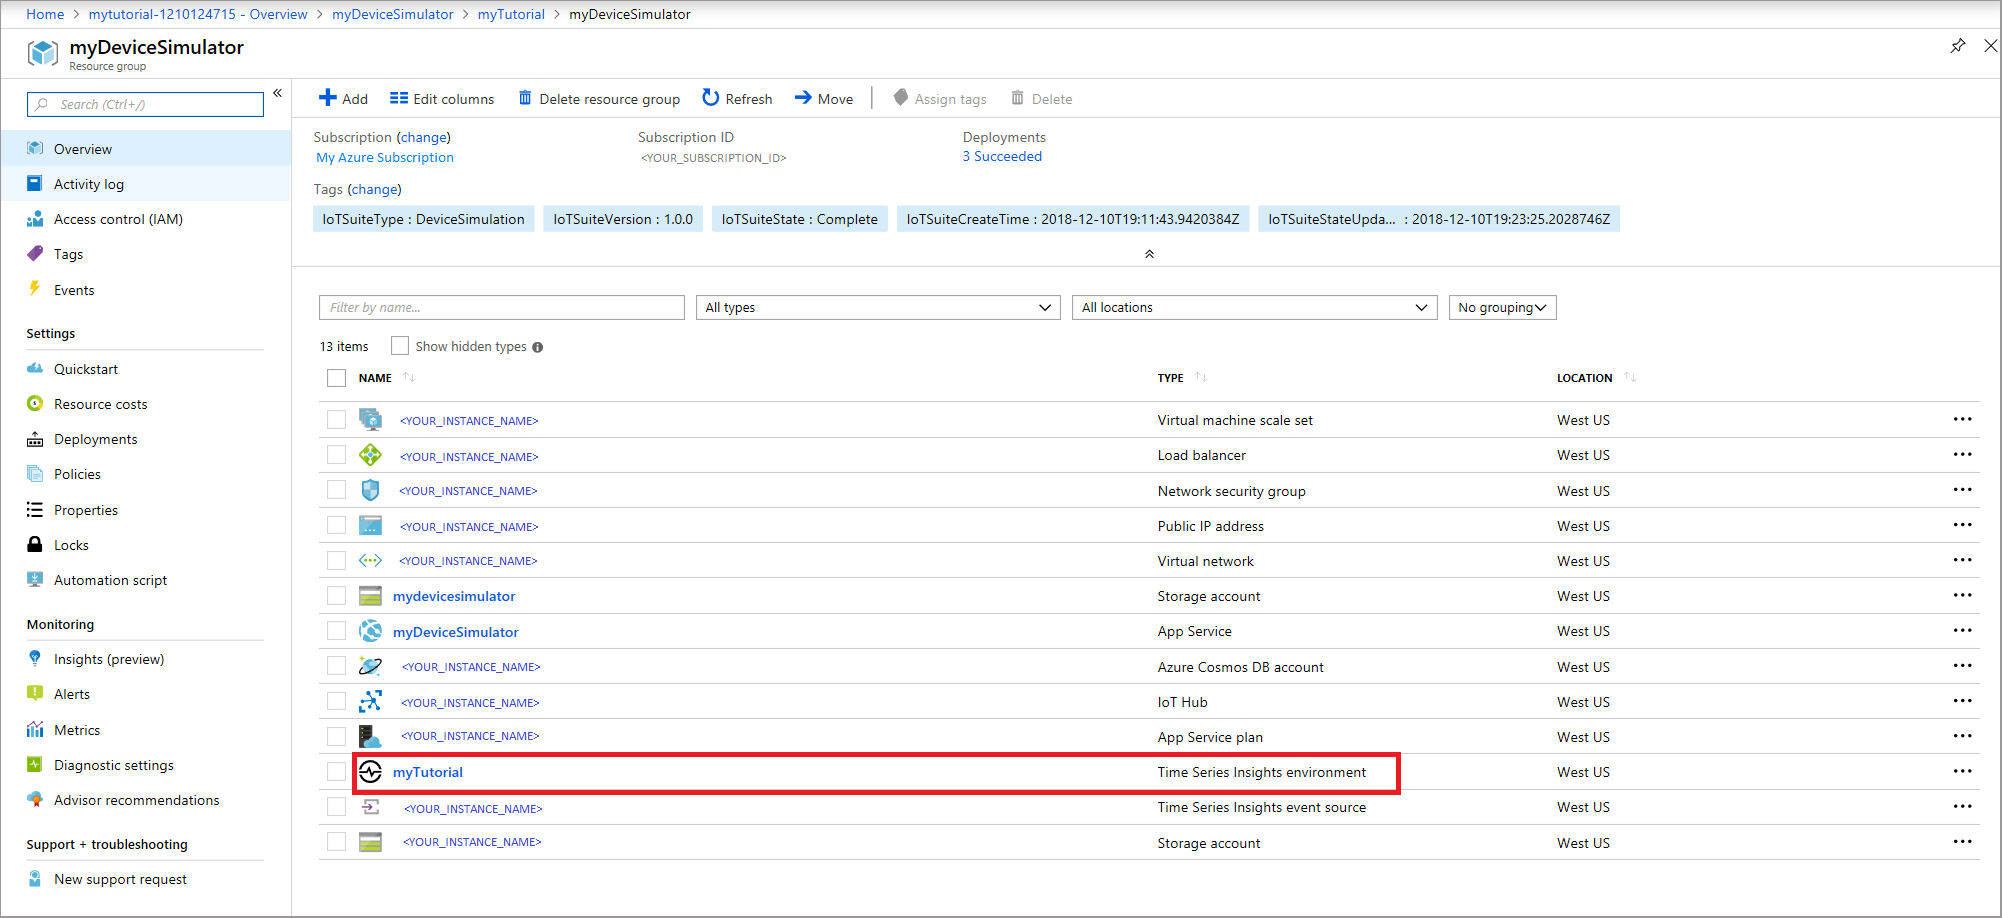 Home > mytutorial-1210124715 - Overview > myDeviceSimulator > myTutorial > myDeviceSimulator
myDeviceSimulator
Resource group
Search (Ctrl+/)
Overview
Activity log
Access control (IAM)
Tags
Events
Settings
Quickstart
Resource costs
Deployments
Policies
Properties
Locks
Automation script
Monitoring
Insights (preview)
Alerts
Metrics
Diagnostic settings
Advisor recommendations
Support + troubleshooting
New support request
Add Edit columns Delete resource group Refresh Move Assign tags Delete
Subscription (change) Subscription ID Deployments
My Azure Subscription <YOUR_SUBSCRIPTION_ID> 3 Succeeded
Tags (change)
IoTSuiteType : DeviceSimulation IoTSuiteVersion : 1.0.0 IoTSuiteState : Complete IoTSuiteCreateTime : 2018-12-10T19:11:43.9420384Z IoTSuiteStateUpda... : 2018-12-10T19:23:25.2028746Z
Filter by name... All types All locations No grouping
13 items Show hidden types
NAME TYPE LOCATION
<YOUR_INSTANCE_NAME> Virtual machine scale set West US
<YOUR_INSTANCE_NAME> Load balancer West US
<YOUR_INSTANCE_NAME> Network security group West US
<YOUR_INSTANCE_NAME> Public IP address West US
<YOUR_INSTANCE_NAME> Virtual network West US
mydevicesimulator Storage account West US
myDeviceSimulator App Service West US
<YOUR_INSTANCE_NAME> Azure Cosmos DB account West US
<YOUR_INSTANCE_NAME> IoT Hub West US
<YOUR_INSTANCE_NAME> App Service plan West US
myTutorial Time Series Insights environment West US
<YOUR_INSTANCE_NAME> Time Series Insights event source West US
<YOUR_INSTANCE_NAME> Storage account West US